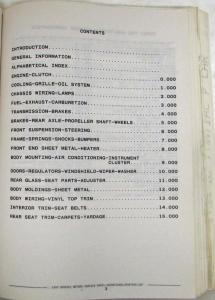 CONTENTS
INTRODUCTION
GENERAL INFORMATION
ALPHABETICAL INDEX
ENGINE-CLUTCH 0.000
COOLING-GRILLE-OIL SYSTEM 1.000
CHASSIS WIRING-LAMPS 2.000
FUEL-EXHAUST-CARBURETION 3.000
TRANSMISSION-BRAKES 4.000
BRAKES-REAR AXLE-PROPELLER SHAFT-WHEELS 5.000
FRONT SUSPENSION-STEERING 6.000
FRAME-SPRINGS-SHOCKS-BUMPERS 7.000
FRONT END SHEET METAL-HEATER 8.000
BODY MOUNTING-AIR CONDITIONING-INSTRUMENT
CLUSTER 9.000
DOORS-REGULATORS-WINDSHIELD-WIPER-WASHER 10.000
REAR GLASS-SEAT PARTS-ADJUSTER 11.000
BODY MOLDINGS-SHEET METAL 12.000
BODY WIRING-VINYL TOP TRIM 13.000
INTERIOR TRIM-SEAT BELTS 14.000
REAR SEAT TRIM-CARPETS-YARDAGE 15.000